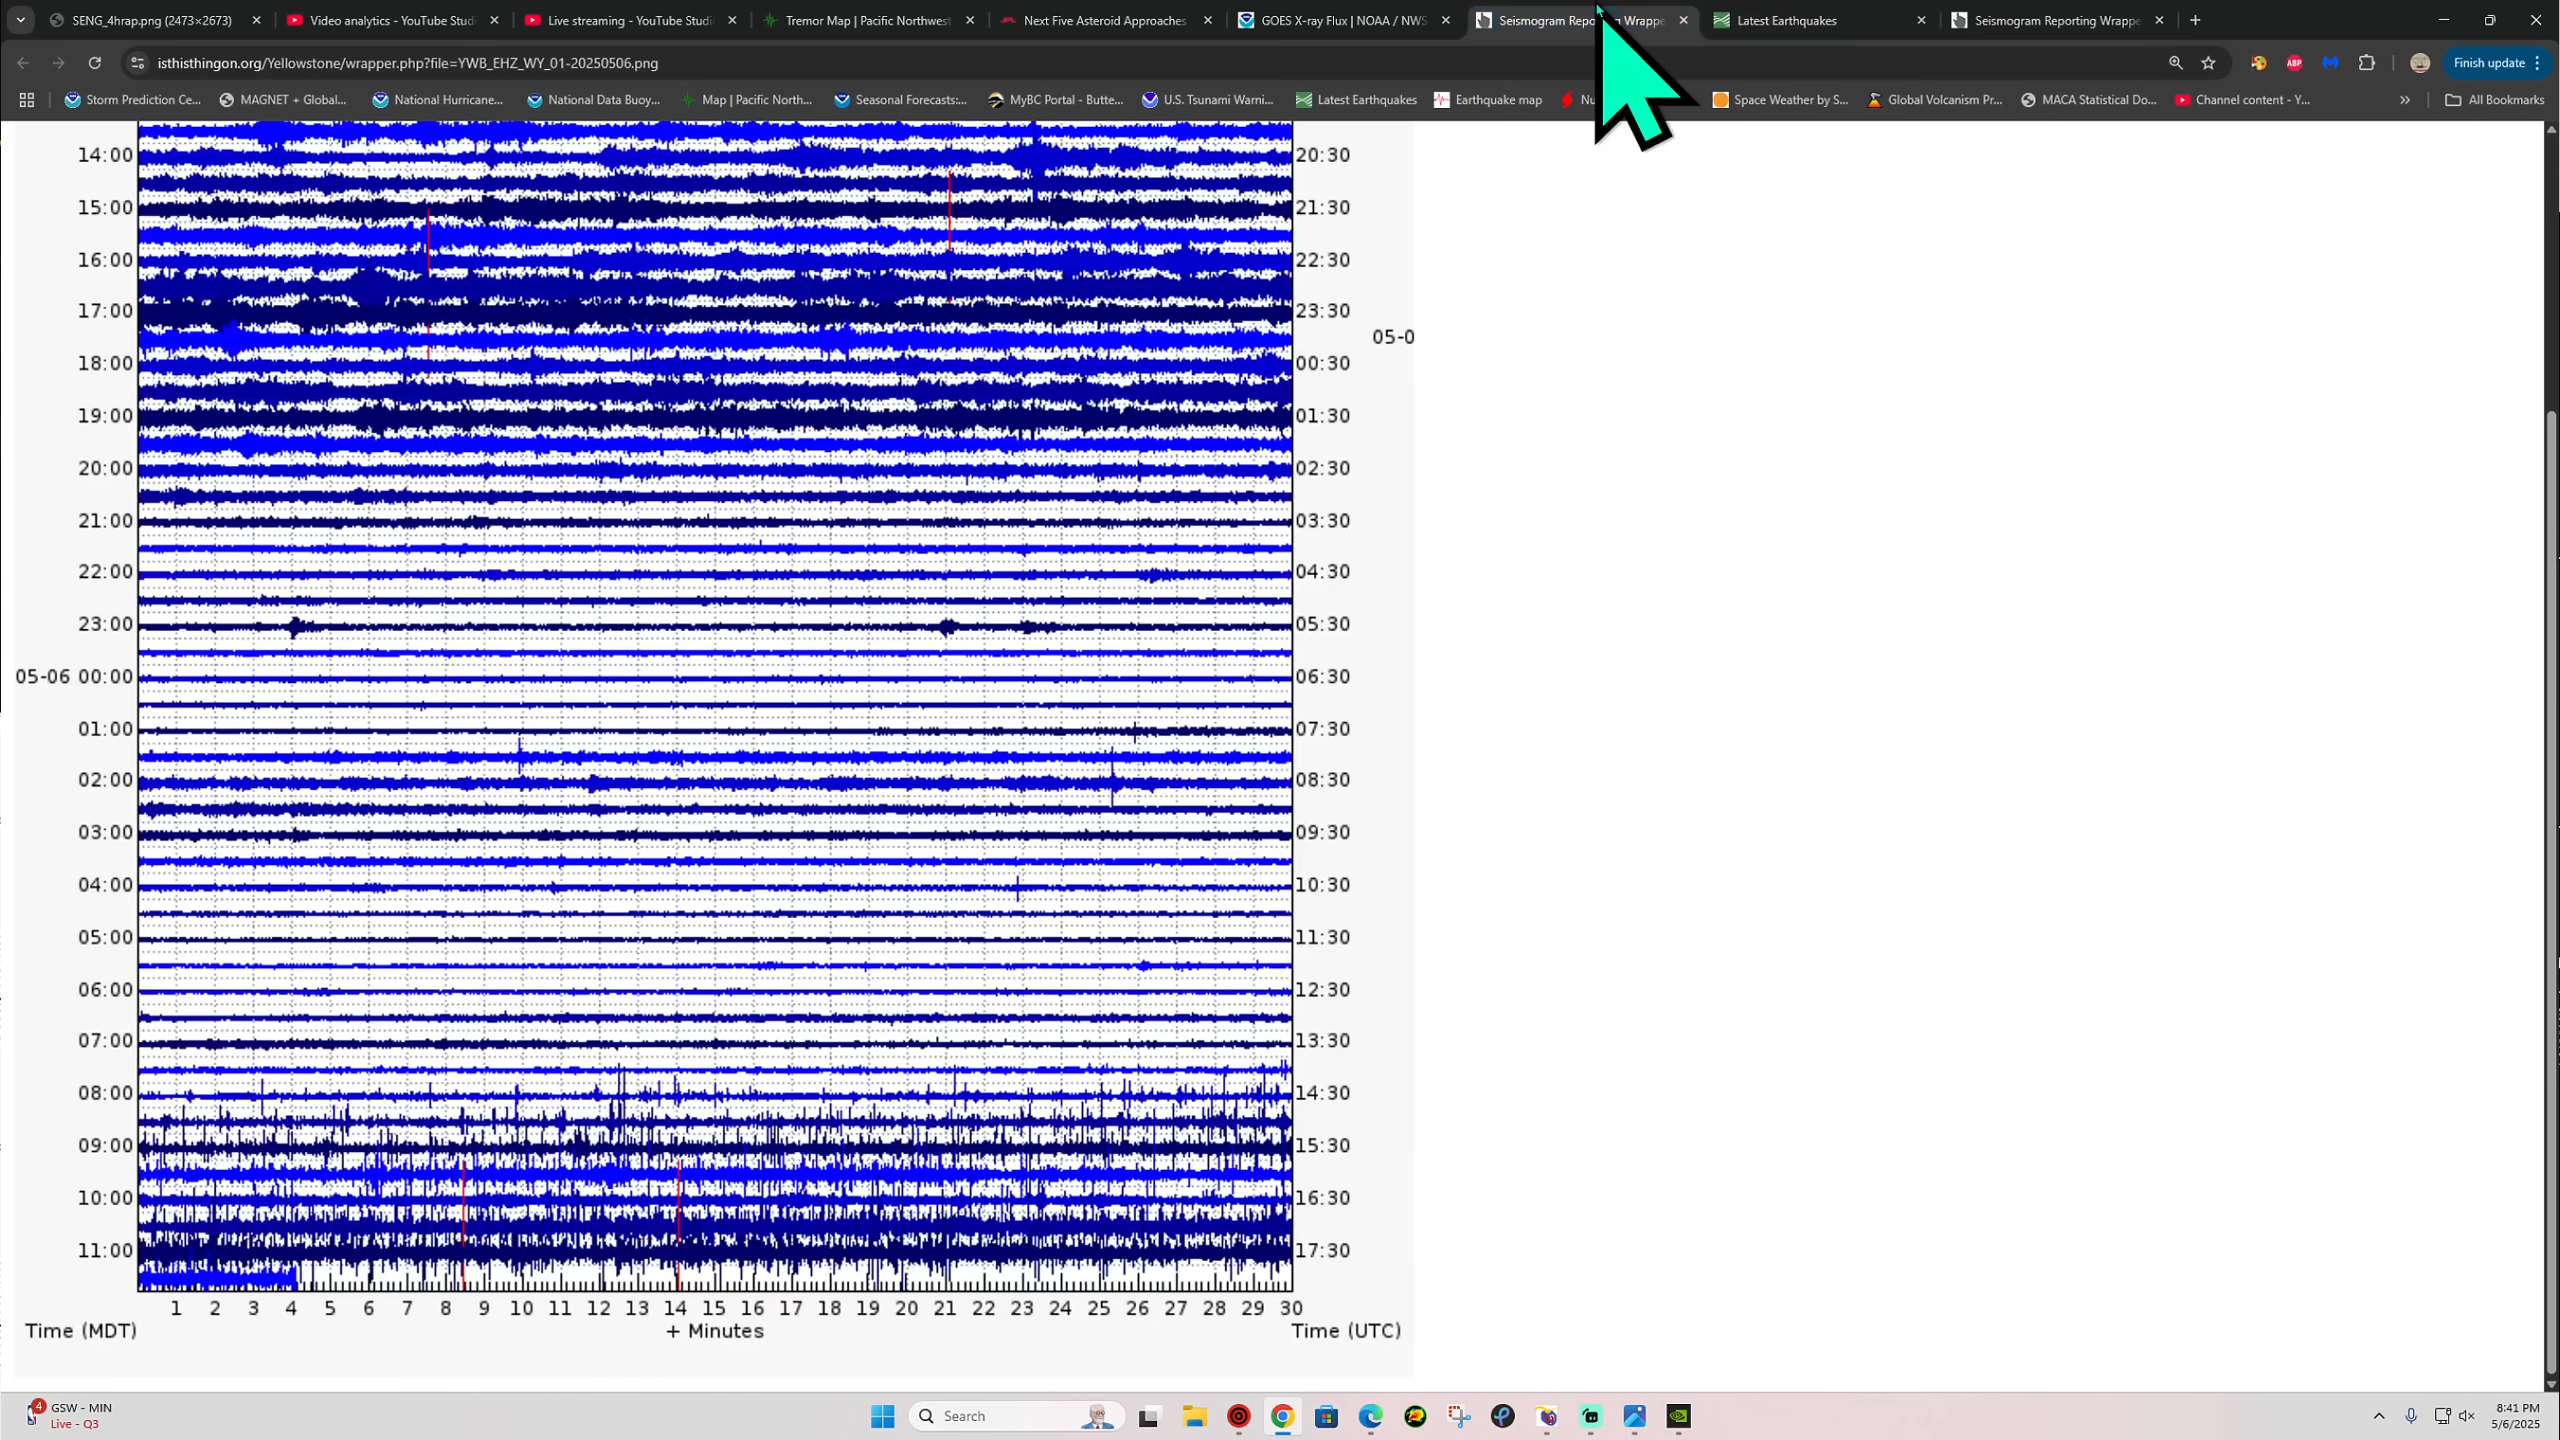 SENG_4hrap.png (2473×2673)
Video analytics - YouTube Studi
Live streaming - YouTube Studi
Tremor Map | Pacific Northwest
Next Five Asteroid Approaches
GOES X-ray Flux | NOAA / NWS
Seismogram Repo Wrappe
Latest Earthquakes
Seismogram Reporting Wrappe
isthisthingon.org/Yellowstone/wrapper.php?file=YWB_EHZ_WY_01-20250506.png
ABP
Finish update
Storm Prediction Ce...
MAGNET + Global...
National Hurricane...
National Data Buoy...
Map | Pacific North...
Seasonal Forecasts:...
MyBC Portal - Butte...
U.S. Tsunami Warni...
Latest Earthquakes
Earthquake map
Space Weather by S...
Global Volcanism Pr...
MACA Statistical Do...
Channel content - Y...
All Bookmarks
14:00 20:30
15:00 21:30
16:00 22:30
17:00 23:30
05-0
18:00 00:30
19:00 01:30
20:00 02:30
21:00 03:30
22:00 04:30
23:00 05:30
05-06 00:00 06:30
01:00 07:30
02:00 08:30
03:00 09:30
04:00 10:30
05:00 11:30
06:00 12:30
07:00 13:30
08:00 14:30
09:00 15:30
10:00 16:30
11:00 17:30
1 2 3 4 5 6 7 8 9 10 11 12 13 14 15 16 17 18 19 20 21 22 23 24 25 26 27 28 29 30
Time (MDT) + Minutes Time (UTC)
4
GSW - MIN
Live - Q3
Search
8:41 PM
5/6/2025